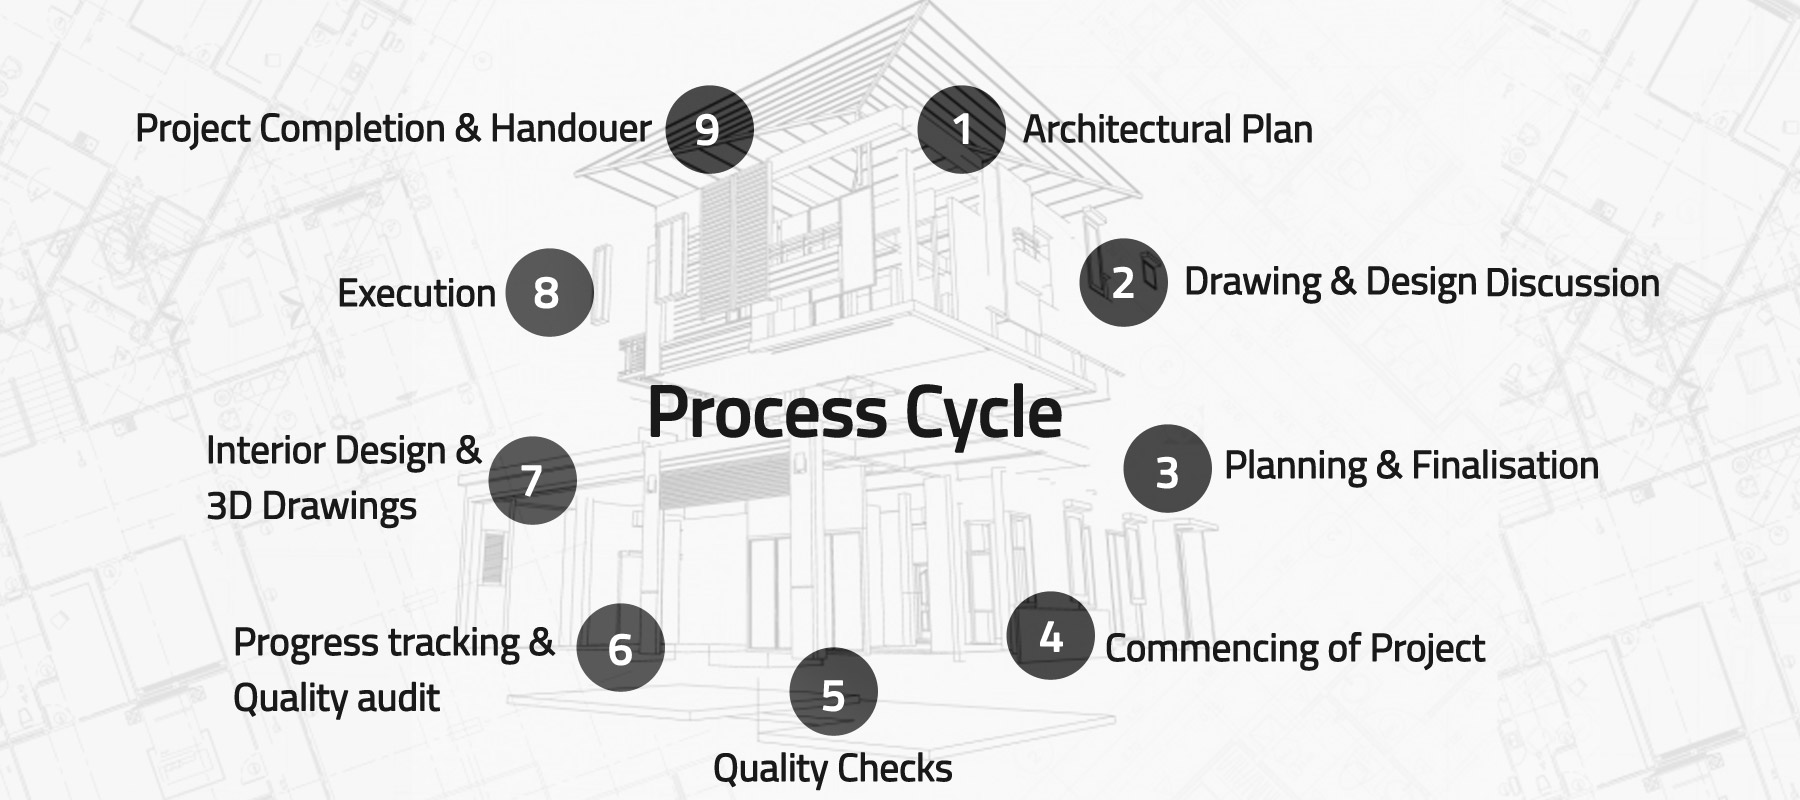 Process Cycle
1 Architectural Plan
2 Drawing & Design Discussion
3 Planning & Finalisation
4 Commencing of Project
5
Quality Checks
6 Progress tracking &
Quality audit
7 Interior Design &
3D Drawings
8 Execution
9 Project Completion & Handouer